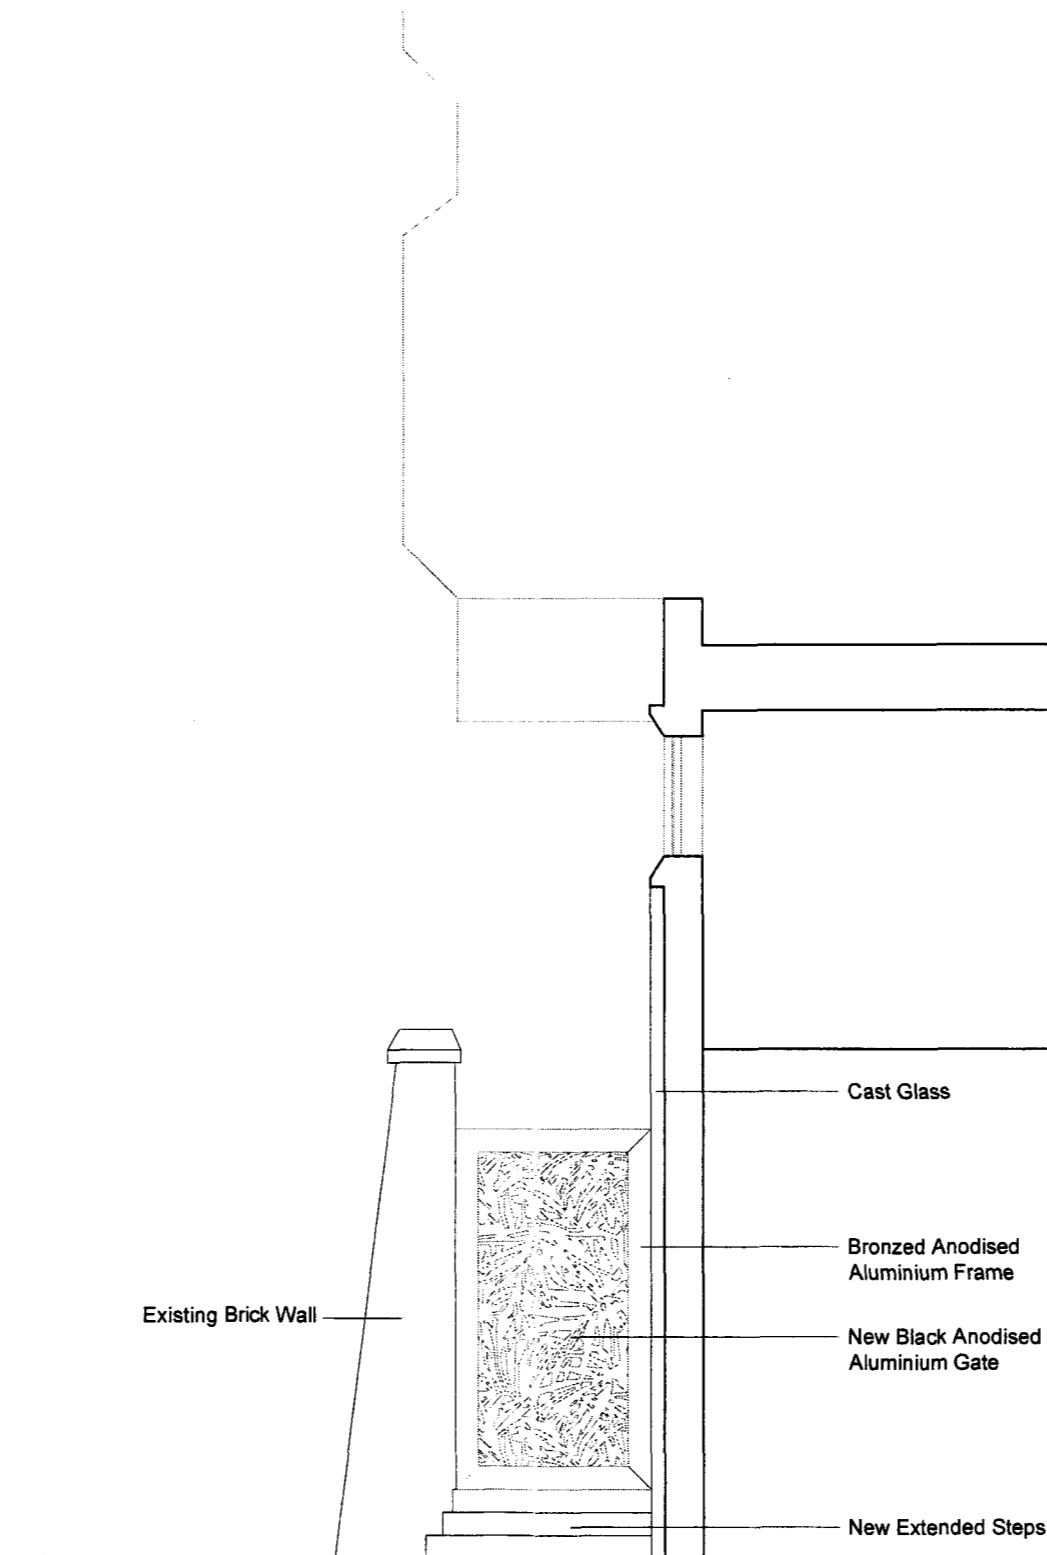 Cast Glass
Bronzed Anodised
Aluminium Frame
Existing Brick Wall
New Black Anodised
Aluminium Gate
New Extended Steps